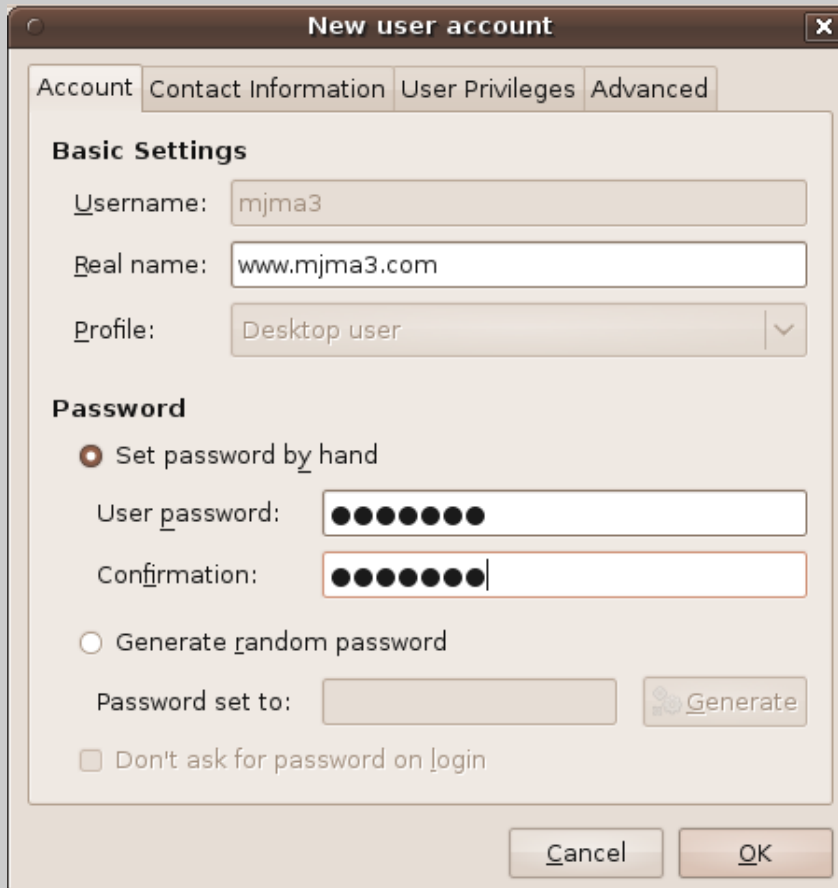 New user account
Account Contact Information User Privileges Advanced
Basic Settings
Username: mjma3
Real name: www.mjma3.com
Profile: Desktop user
Password
Set password by hand
User password: ●●●●●●●
Confirmation: ●●●●●●●
Generate random password
Password set to: Generate
Don't ask for password on login
Cancel OK